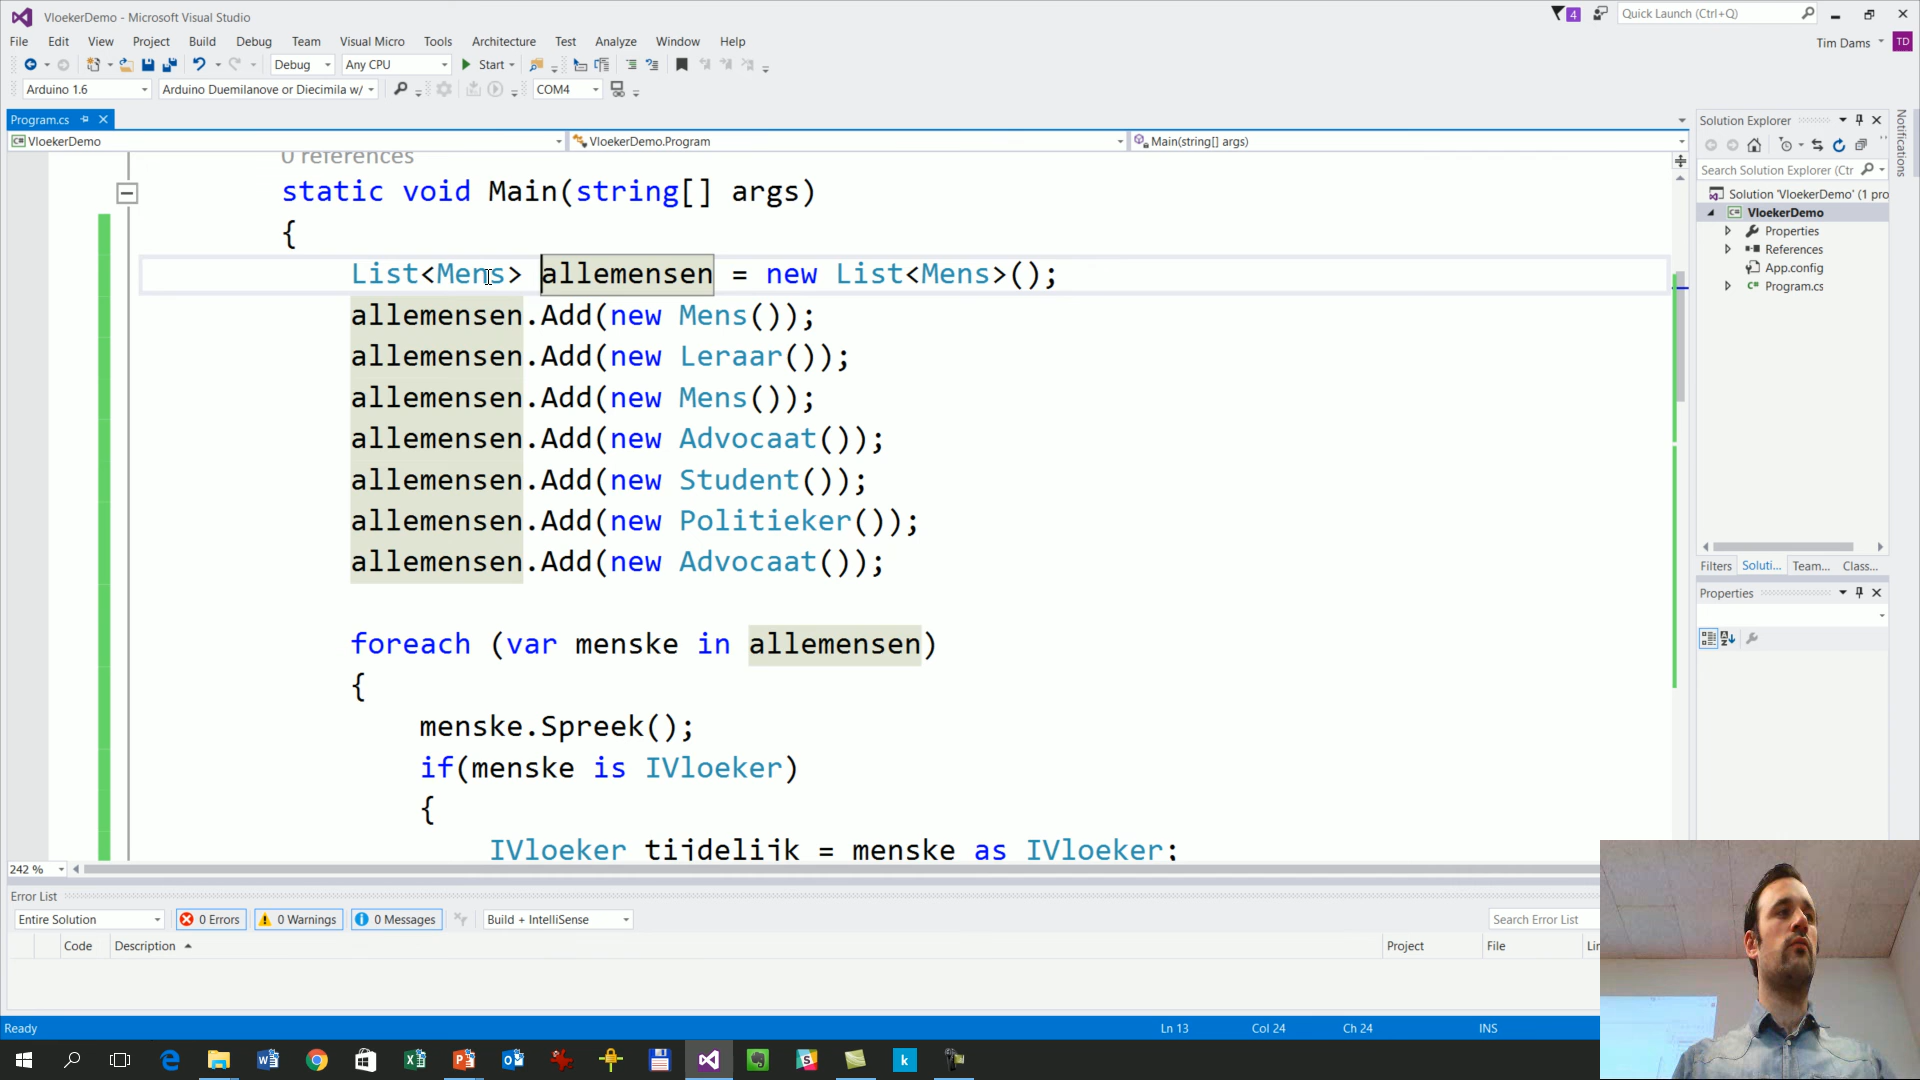 VloekerDemo - Microsoft Visual Studio
4
Quick Launch (Ctrl+Q)
File Edit View Project Build Debug Team Visual Micro Tools Architecture Test Analyze Window Help
Tim Dams
TD
Debug
Any CPU
Start
Arduino 1.6
Arduino Duemilanove or Diecimila w/
COM4
Program.cs
VloekerDemo
VloekerDemo.Program
Main(string[] args)
0 references
static void Main(string[] args)
{
List<Mens> allemensen = new List<Mens>();
allemensen.Add(new Mens());
allemensen.Add(new Leraar());
allemensen.Add(new Mens());
allemensen.Add(new Advocaat());
allemensen.Add(new Student());
allemensen.Add(new Politieker());
allemensen.Add(new Advocaat());
foreach (var menske in allemensen)
{
menske.Spreek();
if(menske is IVloeker)
{
IVloeker tijdelijk = menske as IVloeker;
242 %
Solution Explorer
Notifications
Search Solution Explorer (Ctr
Solution 'VloekerDemo' (1 pro
VloekerDemo
Properties
References
App.config
Program.cs
Filters Soluti... Team... Class...
Properties
Error List
Entire Solution
0 Errors
0 Warnings
0 Messages
Build + IntelliSense
Search Error List
Code Description Project File Lin
Ready
Ln 13
Col 24
Ch 24
INS